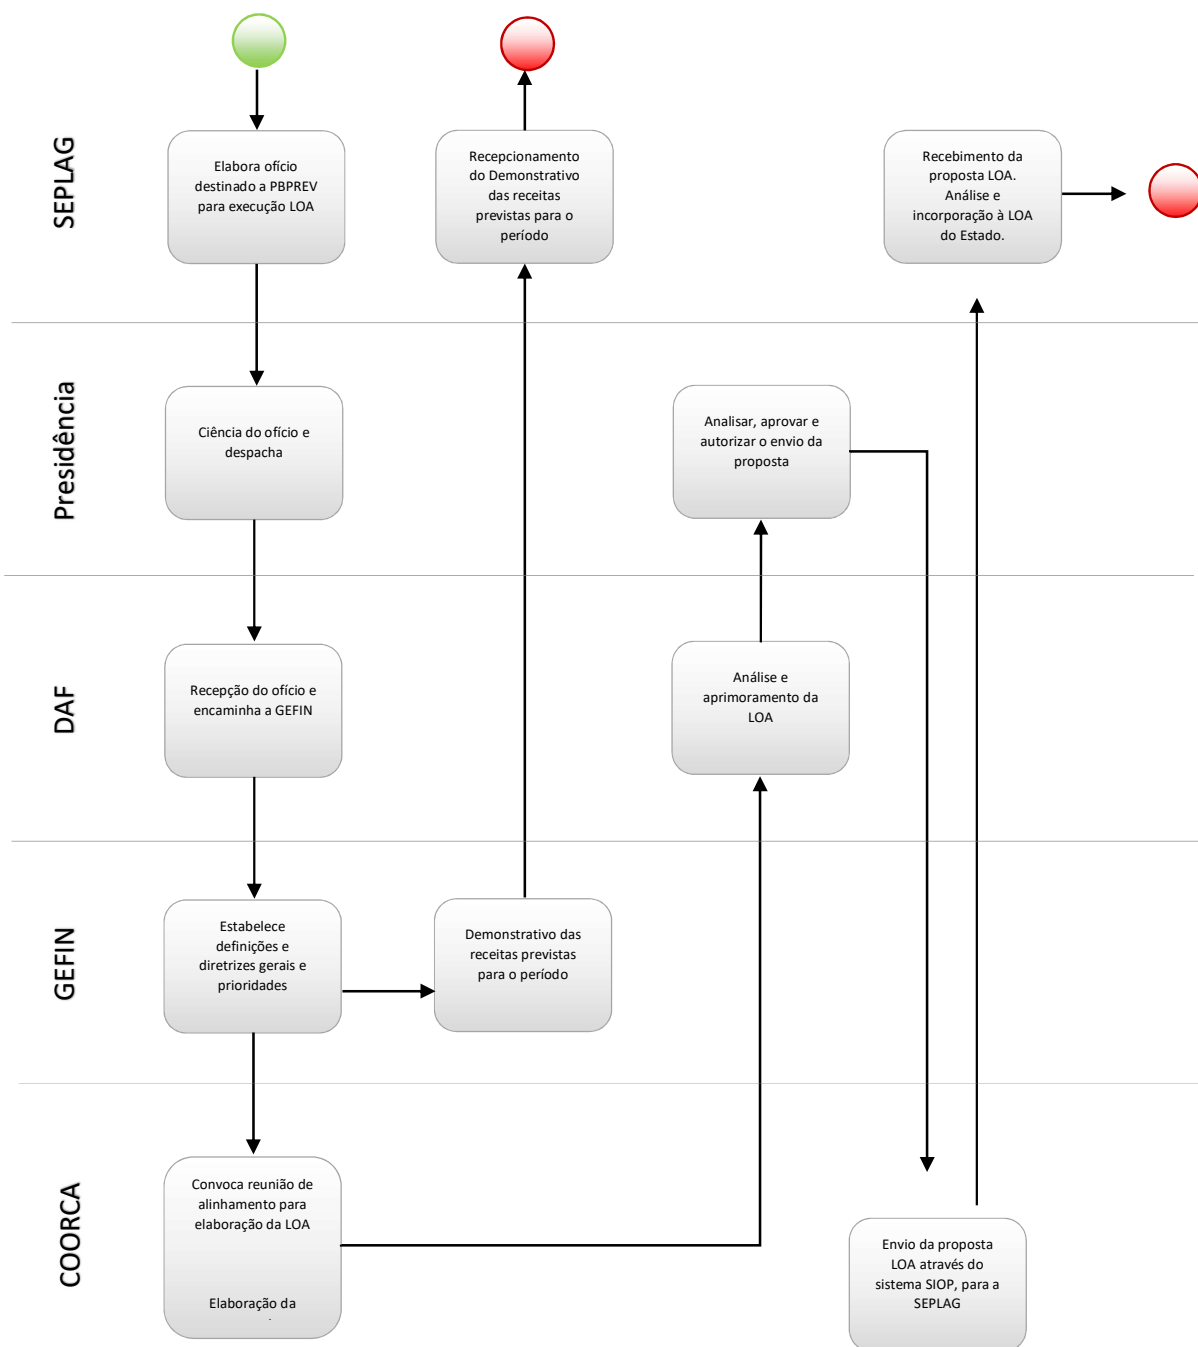 SEPLAG
Elabora ofício
destinado a PBPREV
para execução LOA
Recepcionamento
do Demonstrativo
das receitas
previstas para o
período
Recebimento da
proposta LOA.
Análise e
incorporação à LOA
do Estado.
Presidência
Ciência do ofício e
despacha
Analisar, aprovar e
autorizar o envio da
proposta
DAF
Recepção do ofício e
encaminha a GEFIN
Análise e
aprimoramento da
LOA
GEFIN
Estabelece
definições e
diretrizes gerais e
prioridades
Demonstrativo das
receitas previstas
para o período
COORCA
Convoca reunião de
alinhamento para
elaboração da LOA
Elaboração da
Envio da proposta
LOA através do
sistema SIOP, para a
SEPLAG